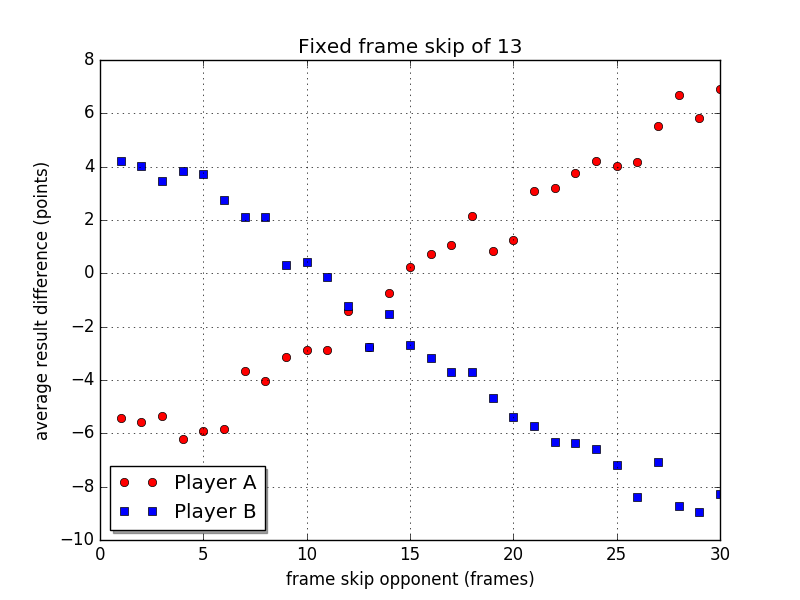 Fixed frame skip of 13
average result difference (points)
8
6
4
2
0
−2
−4
−6
−8
−10
Player A
Player B
0 5 10 15 20 25 30
frame skip opponent (frames)